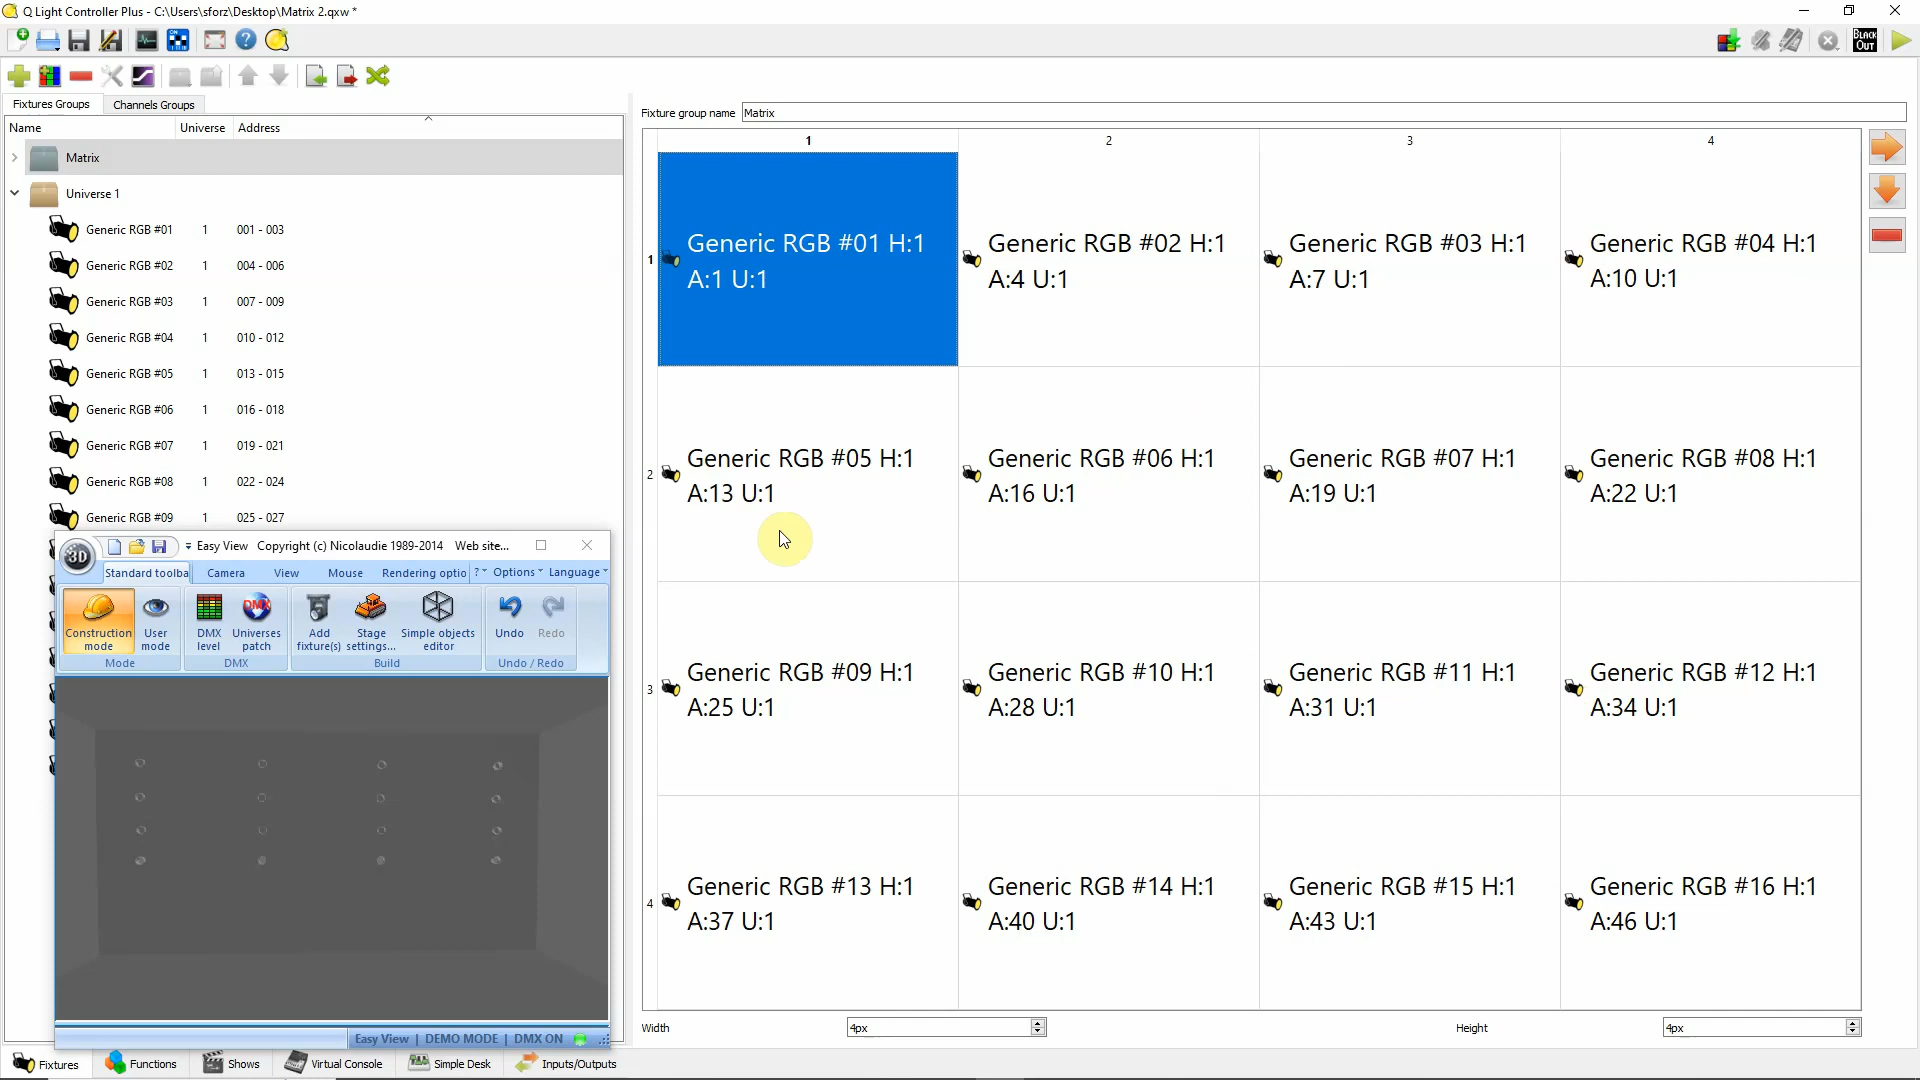 Q Light Controller Plus - C:\Users\sforz\Desktop\Matrix 2.qxw *
BLACK
OUT
Fixtures Groups
Channels Groups
Name
Universe
Address
Matrix
Universe 1
Generic RGB #01 1 001 - 003
Generic RGB #02 1 004 - 006
Generic RGB #03 1 007 - 009
Generic RGB #04 1 010 - 012
Generic RGB #05 1 013 - 015
Generic RGB #06 1 016 - 018
Generic RGB #07 1 019 - 021
Generic RGB #08 1 022 - 024
Generic RGB #09 1 025 - 027
3D
Easy View Copyright (c) Nicolaudie 1989-2014 Web site...
Standard toolba Camera View Mouse Rendering optio ? Options Language
Construction
mode
User
mode
DMX
level
DMX
Universes
patch
Add
fixture(s)
Stage
settings...
Simple objects
editor
Undo
Redo
Mode
DMX
Build
Undo / Redo
Easy View | DEMO MODE | DMX ON
Fixture group name Matrix
1 2 3 4
1
Generic RGB #01 H:1
A:1 U:1
Generic RGB #02 H:1
A:4 U:1
Generic RGB #03 H:1
A:7 U:1
Generic RGB #04 H:1
A:10 U:1
2
Generic RGB #05 H:1
A:13 U:1
Generic RGB #06 H:1
A:16 U:1
Generic RGB #07 H:1
A:19 U:1
Generic RGB #08 H:1
A:22 U:1
3
Generic RGB #09 H:1
A:25 U:1
Generic RGB #10 H:1
A:28 U:1
Generic RGB #11 H:1
A:31 U:1
Generic RGB #12 H:1
A:34 U:1
4
Generic RGB #13 H:1
A:37 U:1
Generic RGB #14 H:1
A:40 U:1
Generic RGB #15 H:1
A:43 U:1
Generic RGB #16 H:1
A:46 U:1
Width 4px
Height 4px
Fixtures Functions Shows Virtual Console Simple Desk Inputs/Outputs